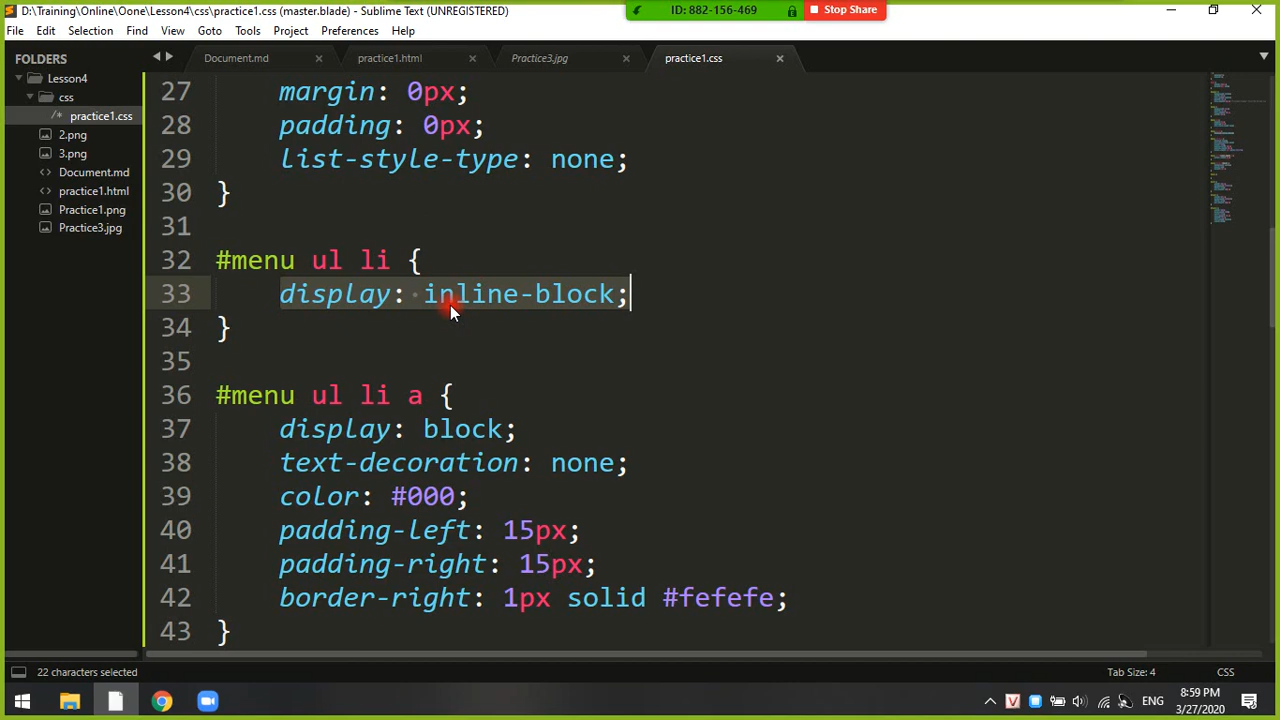 D:\Training\Online\Oone\Lesson4\css\practice1.css (master.blade) - Sublime Text (UNREGISTERED)
ID: 882-156-469
Stop Share
File Edit Selection Find View Goto Tools Project Preferences Help
FOLDERS
Lesson4
css
/* practice1.css
2.png
3.png
<> Document.md
<> practice1.html
Practice1.png
Practice3.jpg
Document.md practice1.html Practice3.jpg practice1.css
27 margin: 0px;
28 padding: 0px;
29 list-style-type: none;
30 }
31
32 #menu ul li {
33 display: inline-block;
34 }
35
36 #menu ul li a {
37 display: block;
38 text-decoration: none;
39 color: #000;
40 padding-left: 15px;
41 padding-right: 15px;
42 border-right: 1px solid #fefefe;
43 }
22 characters selected
Tab Size: 4
CSS
ENG
8:59 PM
3/27/2020